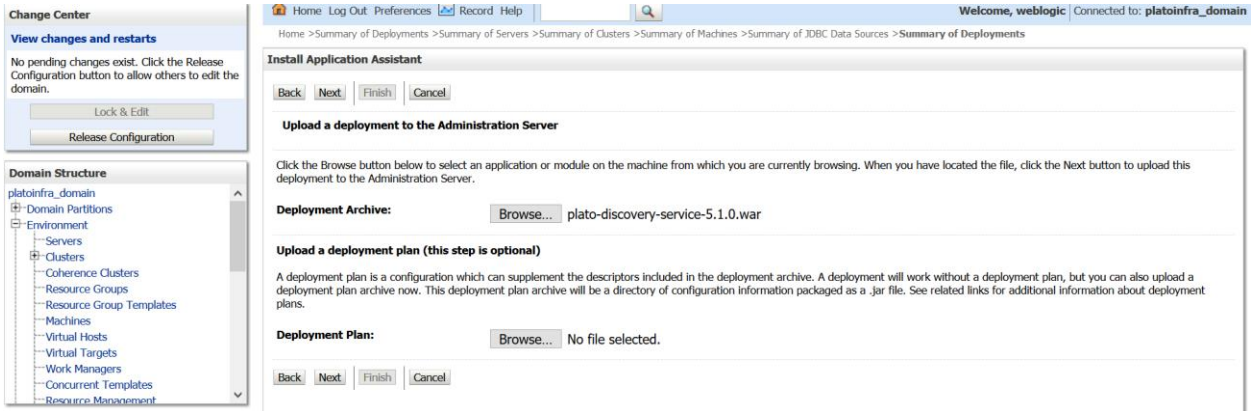 Change Center
View changes and restarts
No pending changes exist. Click the Release
Configuration button to allow others to edit the
domain.
Lock & Edit
Release Configuration
Domain Structure
platoinfra_domain
Domain Partitions
Environment
Servers
Clusters
Coherence Clusters
Resource Groups
Resource Group Templates
Machines
Virtual Hosts
Virtual Targets
Work Managers
Concurrent Templates
Resource Management
Home Log Out Preferences Record Help
Welcome, weblogic Connected to: platoinfra_domain
Home >Summary of Deployments >Summary of Servers >Summary of Clusters >Summary of Machines >Summary of JDBC Data Sources >Summary of Deployments
Install Application Assistant
Back Next Finish Cancel
Upload a deployment to the Administration Server
Click the Browse button below to select an application or module on the machine from which you are currently browsing. When you have located the file, click the Next button to upload this
deployment to the Administration Server.
Deployment Archive: Browse... plato-discovery-service-5.1.0.war
Upload a deployment plan (this step is optional)
A deployment plan is a configuration which can supplement the descriptors included in the deployment archive. A deployment will work without a deployment plan, but you can also upload a
deployment plan archive now. This deployment plan archive will be a directory of configuration information packaged as a .jar file. See related links for additional information about deployment
plans.
Deployment Plan: Browse... No file selected.
Back Next Finish Cancel